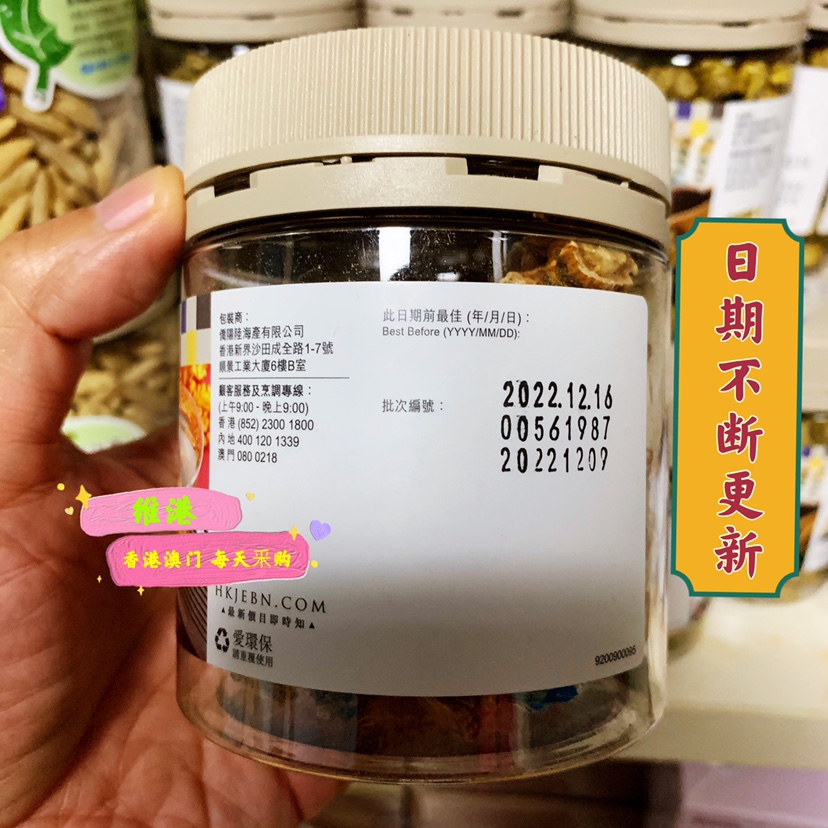 包裝商：
僑陽陸海產有限公司
香港新界沙田成全路1-7號
順景工業大廈6樓B室
顧客服務及烹調專線：
(上午9:00 - 晚上9:00)
香港 (852) 2300 1800
內地 400 120 1339
澳門 080 0218
HKJEBN.COM
▲最新價目即時知▲
愛環保
請重複使用
此日期前最佳 (年/月/日)：
Best Before (YYYY/MM/DD):
批次編號：
2022.12.16
00561987
20221209
9200900095
维港
香港澳门 每天采购
日期不断更新